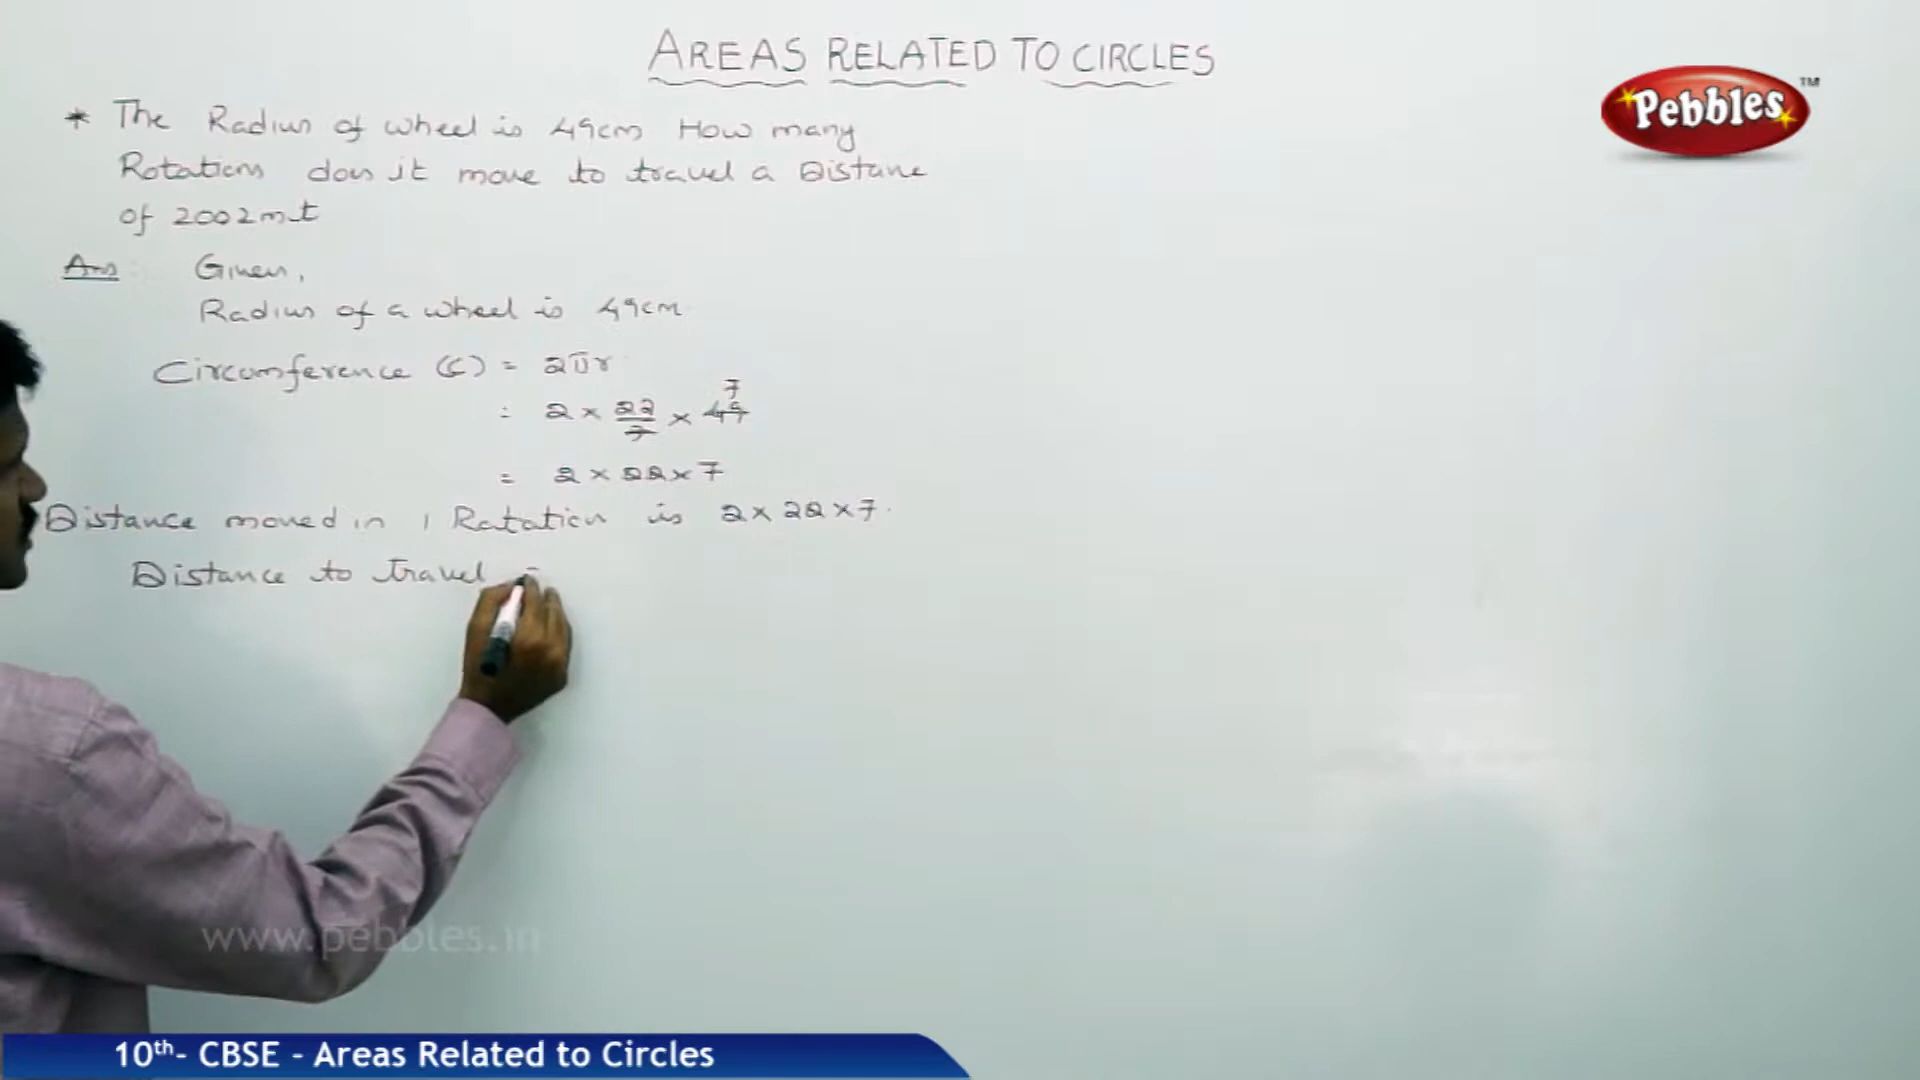 AREAS RELATED TO CIRCLES
Pebbles™
* The Radius of wheel is 49cm How many
Rotations does it move to travel a Distance
of 2002mt
Ans: Given,
Radius of a wheel is 49cm
Circumference (C) = 2πr
= 2 × 22/7 × 49 7
= 2 × 22 × 7
Distance moved in 1 Rotation is 2 × 22 × 7.
Distance to travel =
www.pebbles.in
10th- CBSE - Areas Related to Circles